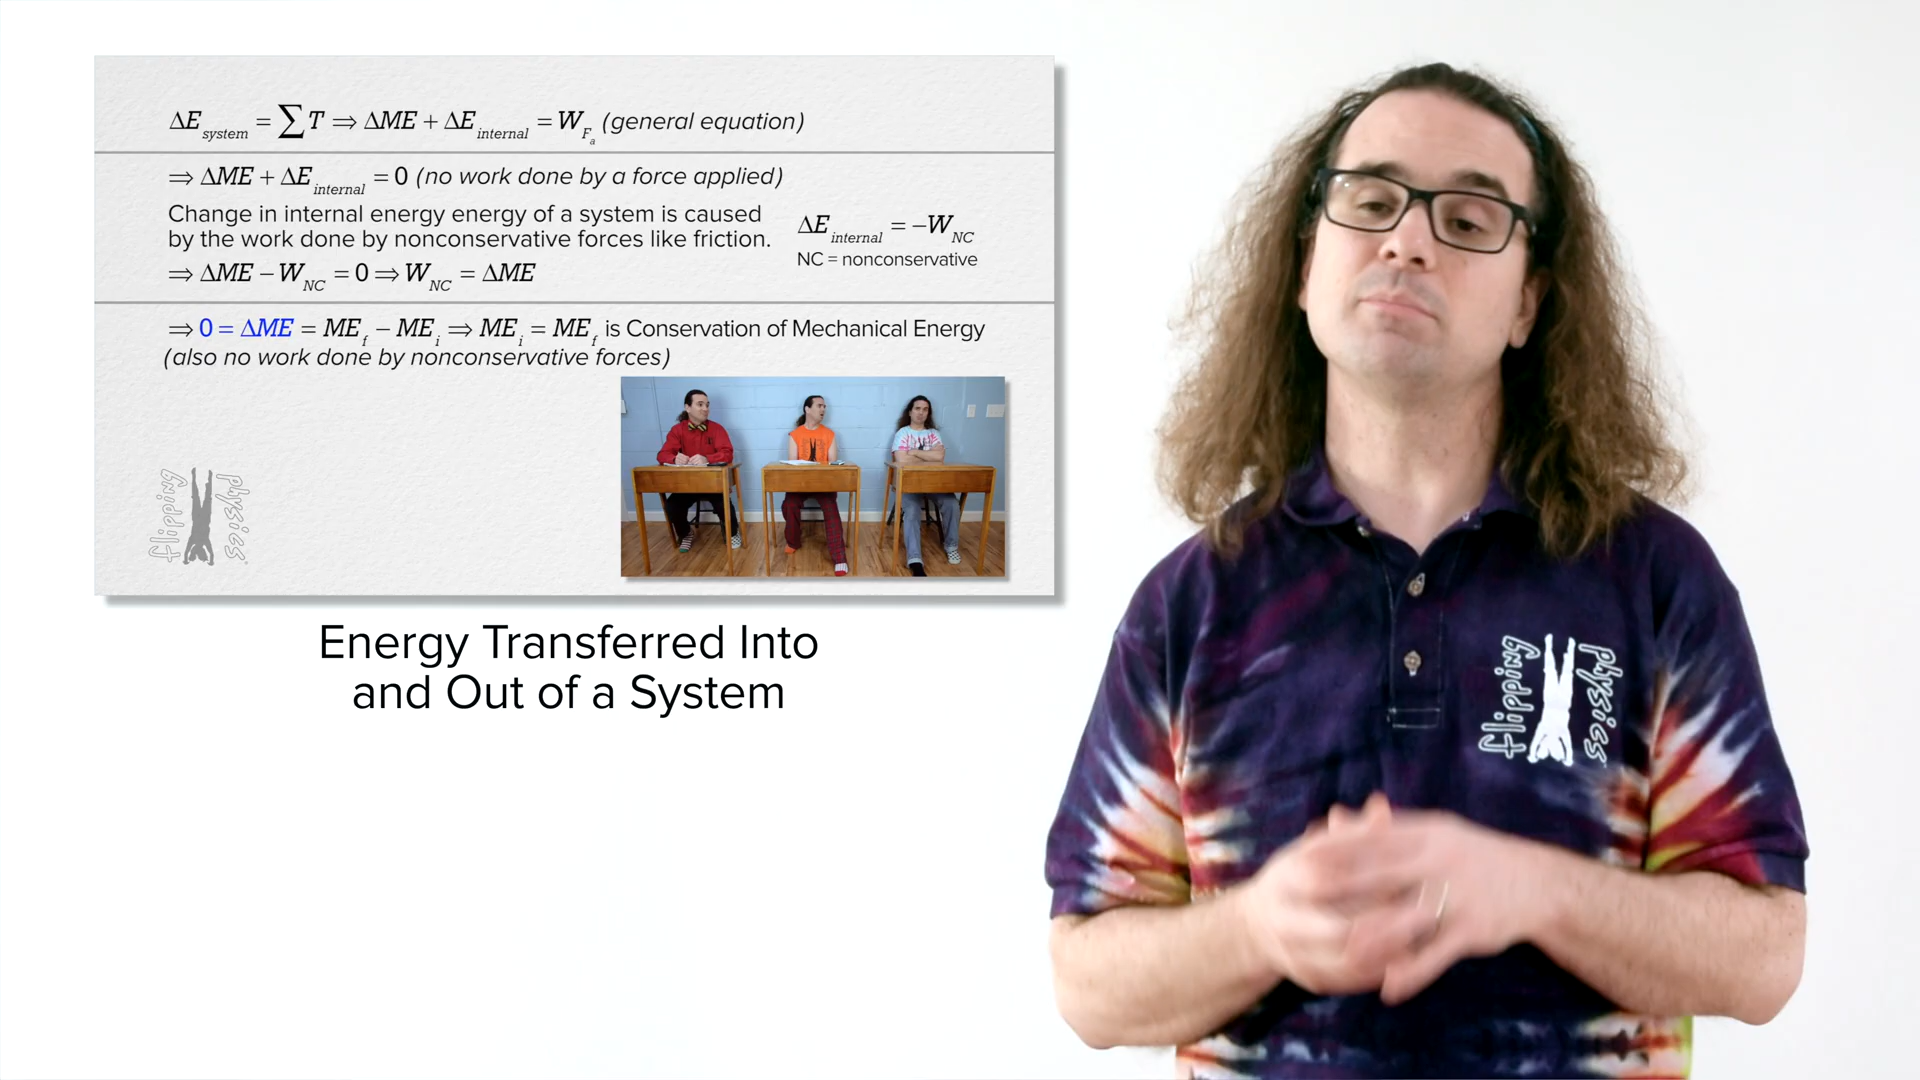 ΔE_system = ∑T ⇒ ΔME + ΔE_internal = W_F_a (general equation)
⇒ ΔME + ΔE_internal = 0 (no work done by a force applied)
Change in internal energy energy of a system is caused
by the work done by nonconservative forces like friction.
ΔE_internal = −W_NC
NC = nonconservative
⇒ ΔME − W_NC = 0 ⇒ W_NC = ΔME
⇒ 0 = ΔME = ME_f − ME_i ⇒ ME_i = ME_f is Conservation of Mechanical Energy
(also no work done by nonconservative forces)
flipping physics
Energy Transferred Into
and Out of a System
flipping physics